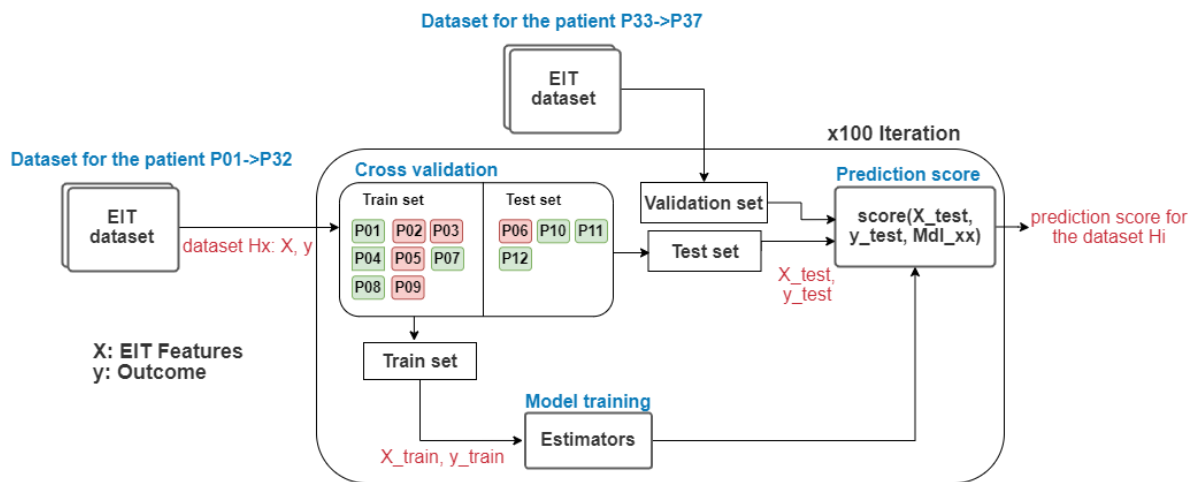 Dataset for the patient P33->P37
EIT
dataset
x100 Iteration
Dataset for the patient P01->P32
EIT
dataset
dataset Hx: X, y
Cross validation
Train set
P01 P02 P03
P04 P05 P07
P08 P09
Test set
P06 P10 P11
P12
Validation set
Test set
X_test,
y_test
Prediction score
score(X_test,
y_test, Mdl_xx)
prediction score for
the dataset Hi
Train set
X: EIT Features
y: Outcome
X_train, y_train
Model training
Estimators